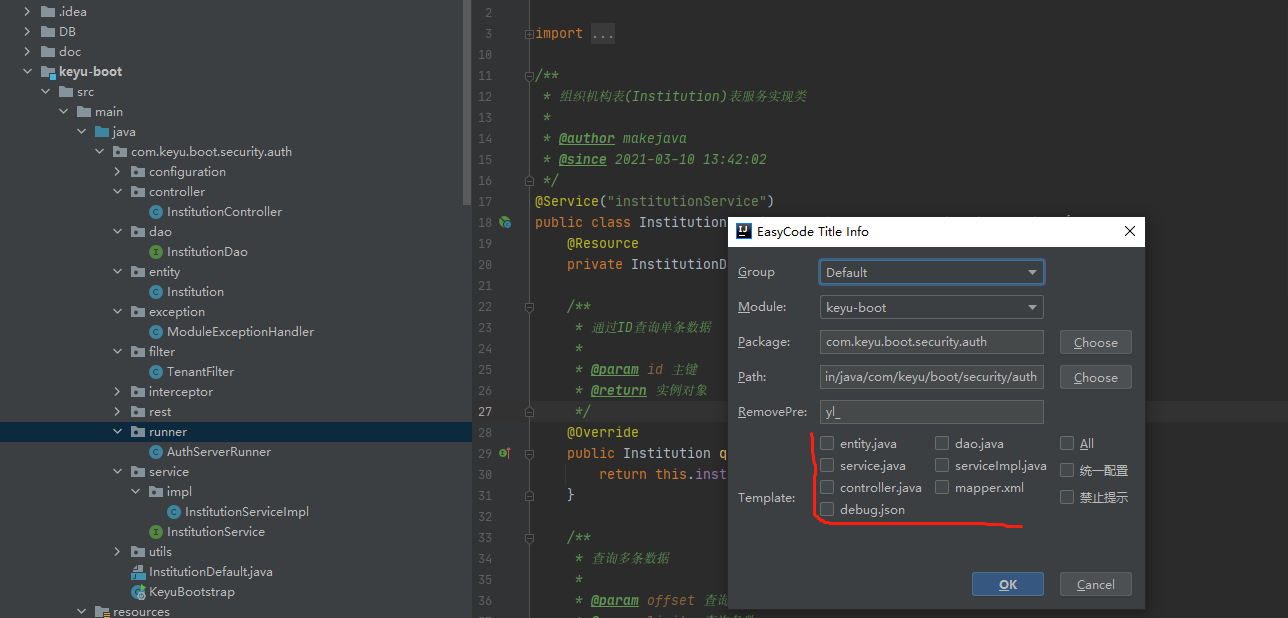 .idea
DB
doc
keyu-boot
src
main
java
com.keyu.boot.security.auth
configuration
controller
InstitutionController
dao
InstitutionDao
entity
Institution
exception
ModuleExceptionHandler
filter
TenantFilter
interceptor
rest
runner
AuthServerRunner
service
impl
InstitutionServiceImpl
InstitutionService
utils
InstitutionDefault.java
KeyuBootstrap
resources
2
3 import ...
10
11 /**
12 * 组织机构表(Institution)表服务实现类
13 *
14 * @author makejava
15 * @since 2021-03-10 13:42:02
16 */
17 @Service("institutionService")
18 public class Institution
19 @Resource
20 private InstitutionD
21
22 /**
23 * 通过ID查询单条数据
24 *
25 * @param id 主键
26 * @return 实例对象
27 */
28 @Override
29 public Institution q
30 return this.inst
31 }
32
33 /**
34 * 查询多条数据
35 *
36 * @param offset 查询
EasyCode Title Info
Group Default
Module: keyu-boot
Package: com.keyu.boot.security.auth Choose
Path: in/java/com/keyu/boot/security/auth Choose
RemovePre: yl_
Template:
entity.java dao.java All
service.java serviceImpl.java 统一配置
controller.java mapper.xml 禁止提示
debug.json
OK Cancel